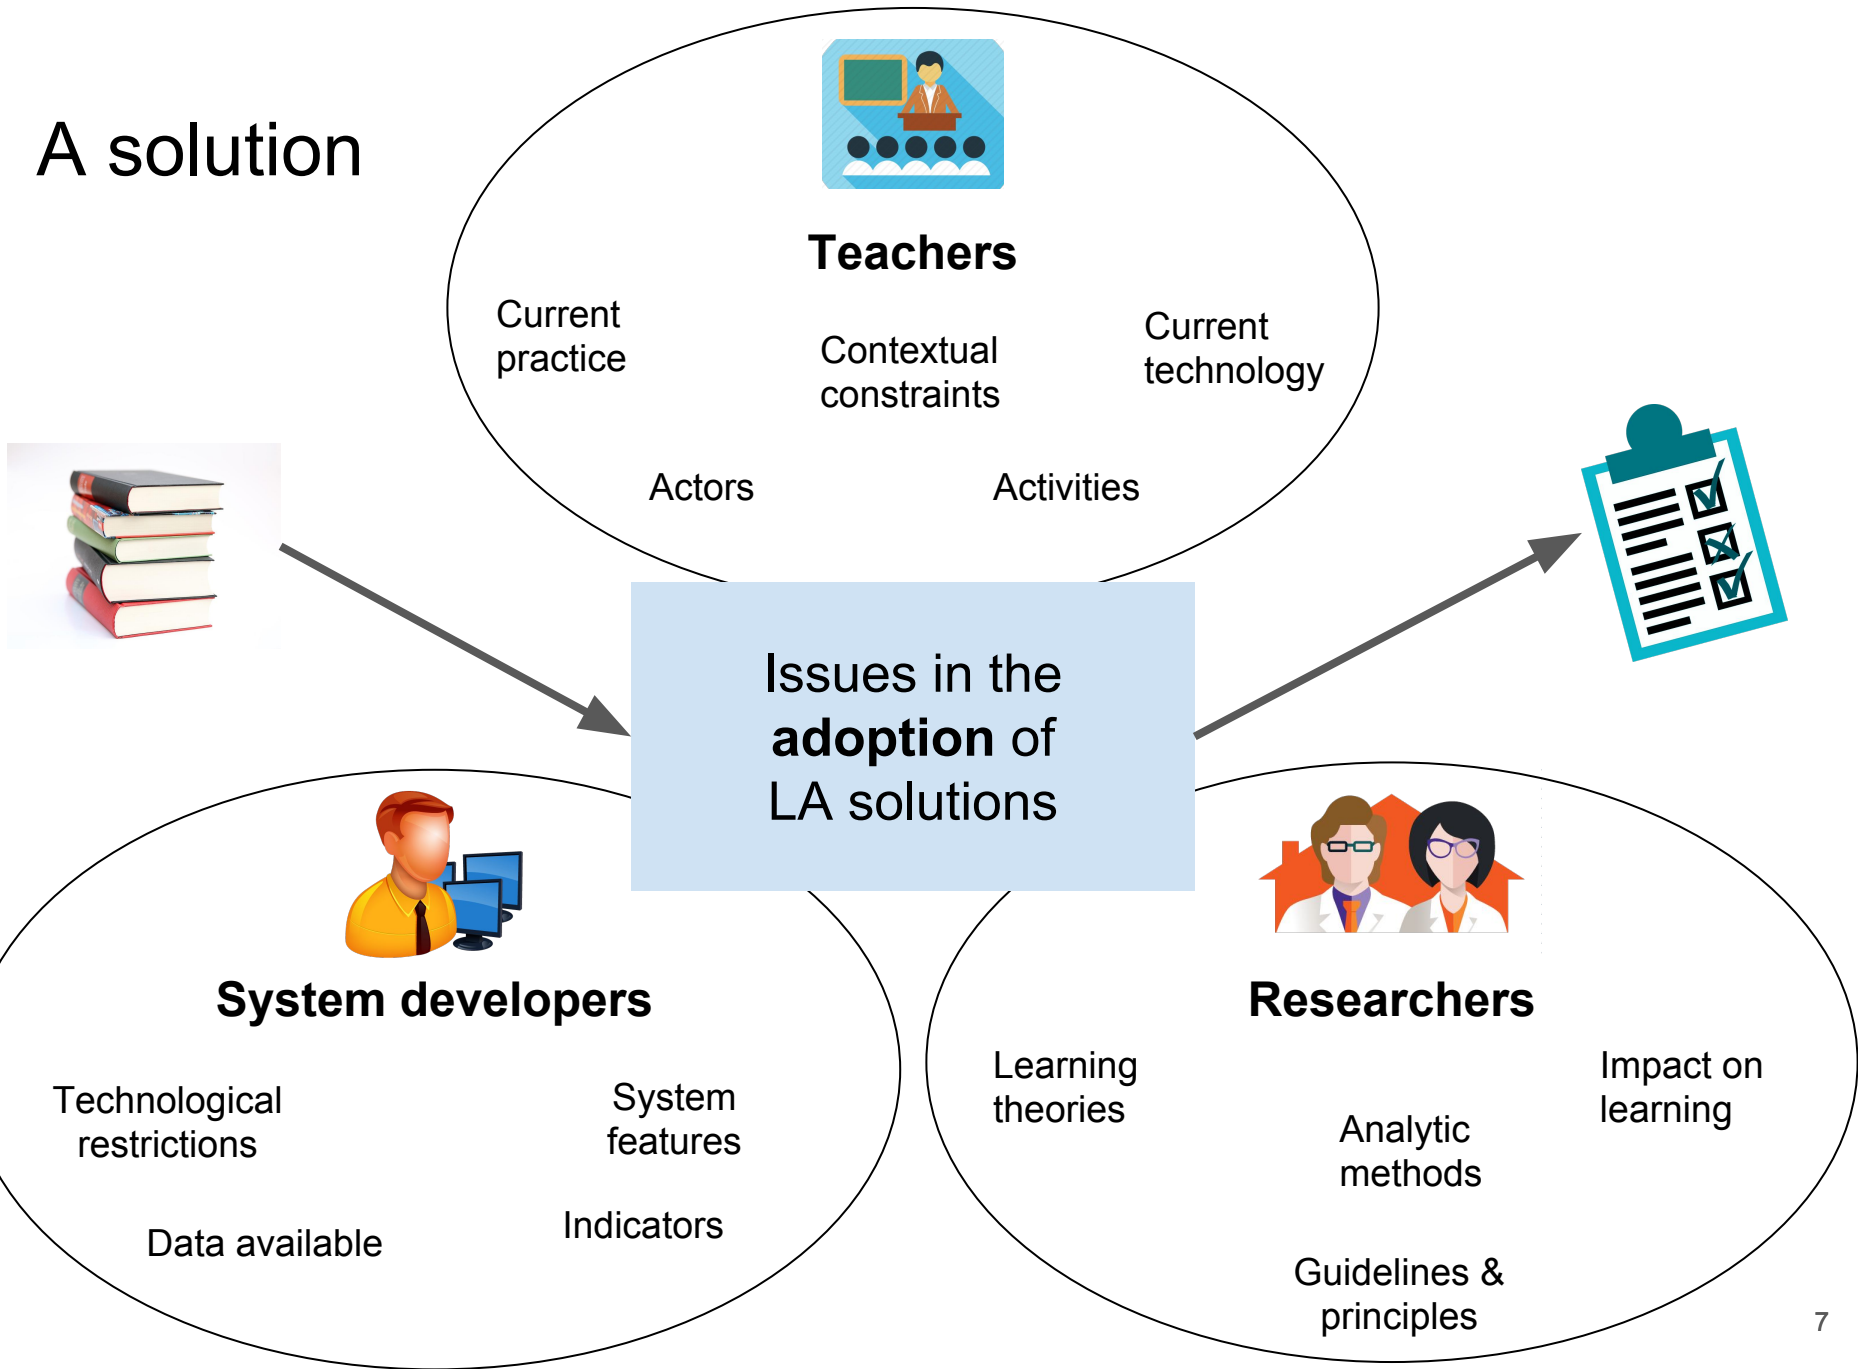 A solution
Teachers
Current
practice
Contextual
constraints
Current
technology
Actors
Activities
Issues in the
adoption of
LA solutions
System developers
Technological
restrictions
System
features
Data available
Indicators
Researchers
Learning
theories
Analytic
methods
Impact on
learning
Guidelines &
principles
7